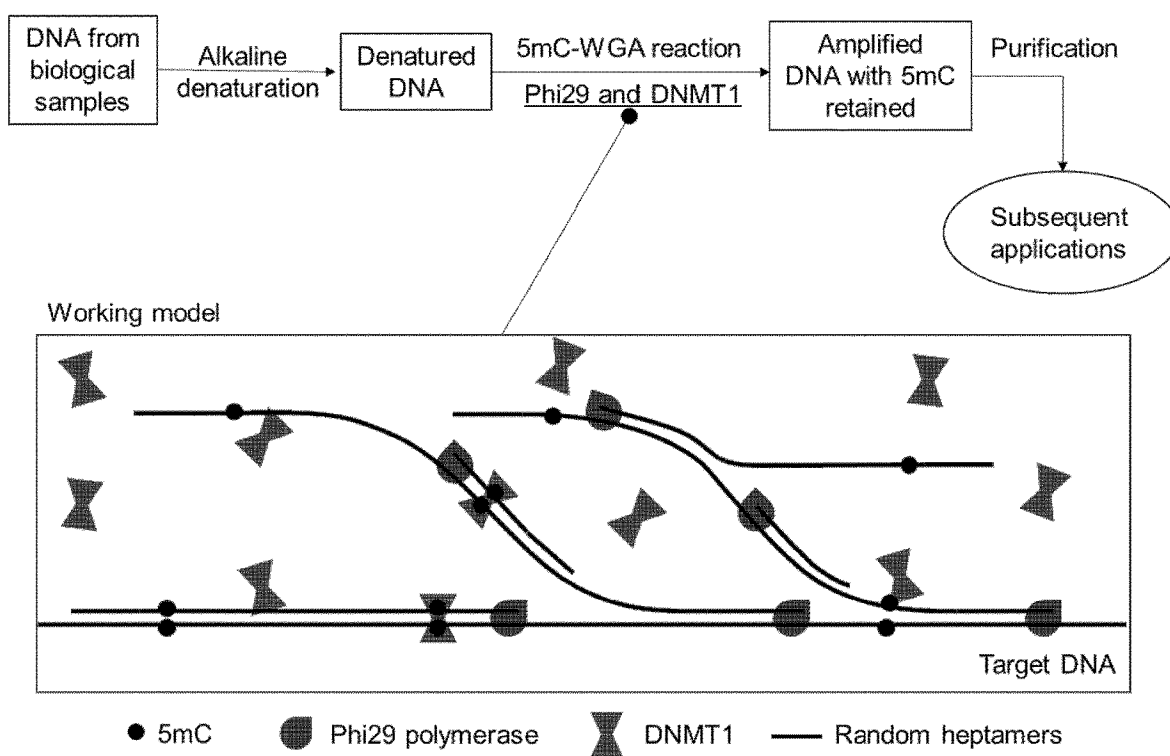 DNA from
biological
samples
Alkaline
denaturation
Denatured
DNA
5mC-WGA reaction
Phi29 and DNMT1
Amplified
DNA with 5mC
retained
Purification
Subsequent
applications
Working model
Target DNA
5mC
Phi29 polymerase
DNMT1
Random heptamers